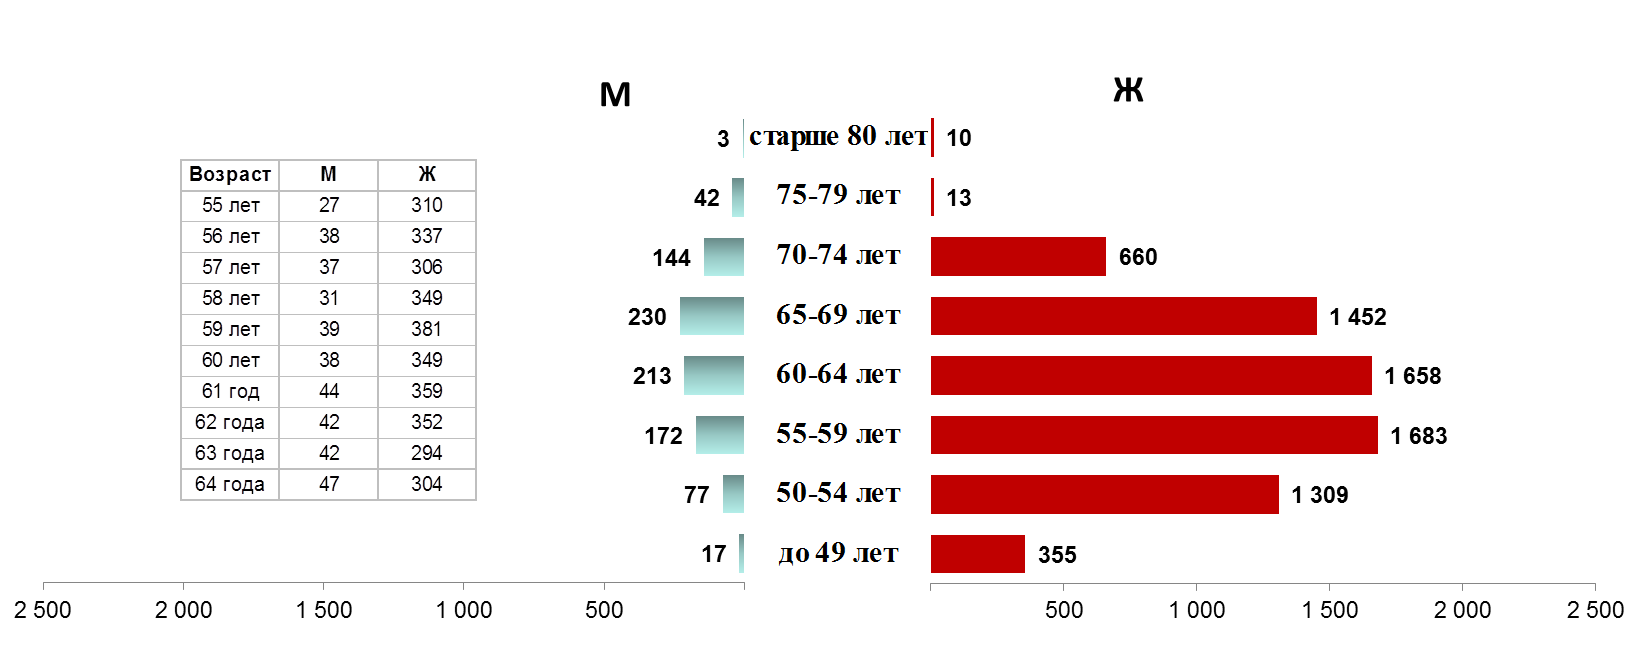 М Ж
Возраст М Ж
55 лет 27 310
56 лет 38 337
57 лет 37 306
58 лет 31 349
59 лет 39 381
60 лет 38 349
61 год 44 359
62 года 42 352
63 года 42 294
64 года 47 304
3 старше 80 лет 10
42 75-79 лет 13
144 70-74 лет 660
230 65-69 лет 1 452
213 60-64 лет 1 658
172 55-59 лет 1 683
77 50-54 лет 1 309
17 до 49 лет 355
2 500 2 000 1 500 1 000 500 500 1 000 1 500 2 000 2 500